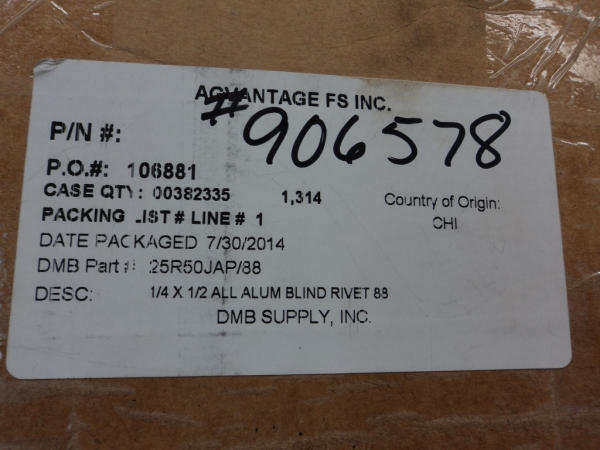 ADVANTAGE FS INC.
#906578
P/N #:
P.O.#: 106881
CASE QTY: 00382335 1,314
Country of Origin:
CHI
PACKING LIST # LINE # 1
DATE PACKAGED 7/30/2014
DMB Part #: 25R50JAP/88
DESC: 1/4 X 1/2 ALL ALUM BLIND RIVET 88
DMB SUPPLY, INC.